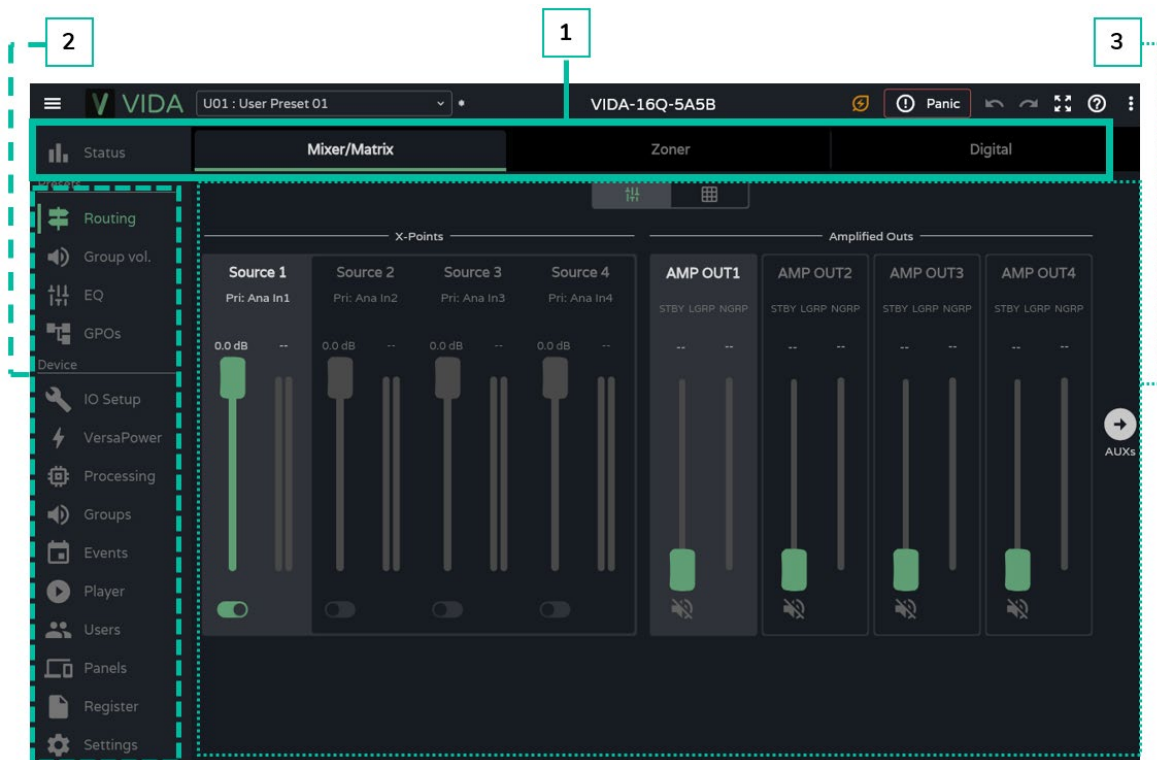 2
1
3
VIDA
U01 : User Preset 01
VIDA-16Q-5A5B
Panic
Status
Mixer/Matrix
Zoner
Digital
Presets
Routing
Group vol.
EQ
GPOs
Device
IO Setup
VersaPower
Processing
Groups
Events
Player
Users
Panels
Register
Settings
X-Points
Amplified Outs
Source 1
Source 2
Source 3
Source 4
AMP OUT1
AMP OUT2
AMP OUT3
AMP OUT4
Pri: Ana In1
Pri: Ana In2
Pri: Ana In3
Pri: Ana In4
STBY LGRP NGRP
STBY LGRP NGRP
STBY LGRP NGRP
STBY LGRP NGRP
0.0 dB --
0.0 dB --
0.0 dB --
0.0 dB --
-- --
-- --
-- --
-- --
AUXs